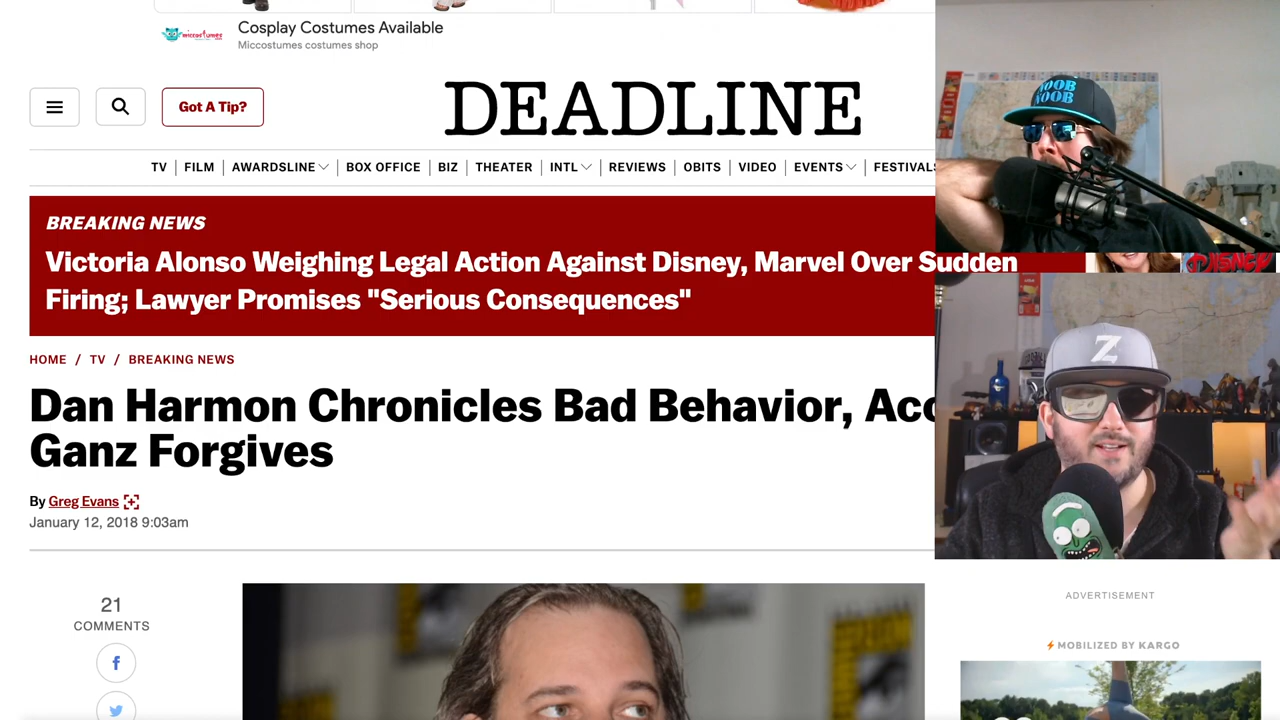 Cosplay Costumes Available
miccostumes
Miccostumes costumes shop
Got A Tip?
DEADLINE
TV
FILM
AWARDSLINE
BOX OFFICE
BIZ
THEATER
INTL
REVIEWS
OBITS
VIDEO
EVENTS
FESTIVALS
NOOB
NOOB
BREAKING NEWS
Victoria Alonso Weighing Legal Action Against Disney, Marvel Over Sudden
Firing; Lawyer Promises "Serious Consequences"
DISNEY
HOME / TV / BREAKING NEWS
Z
Dan Harmon Chronicles Bad Behavior, Acc
Ganz Forgives
By Greg Evans
January 12, 2018 9:03am
21
COMMENTS
ADVERTISEMENT
MOBILIZED BY KARGO